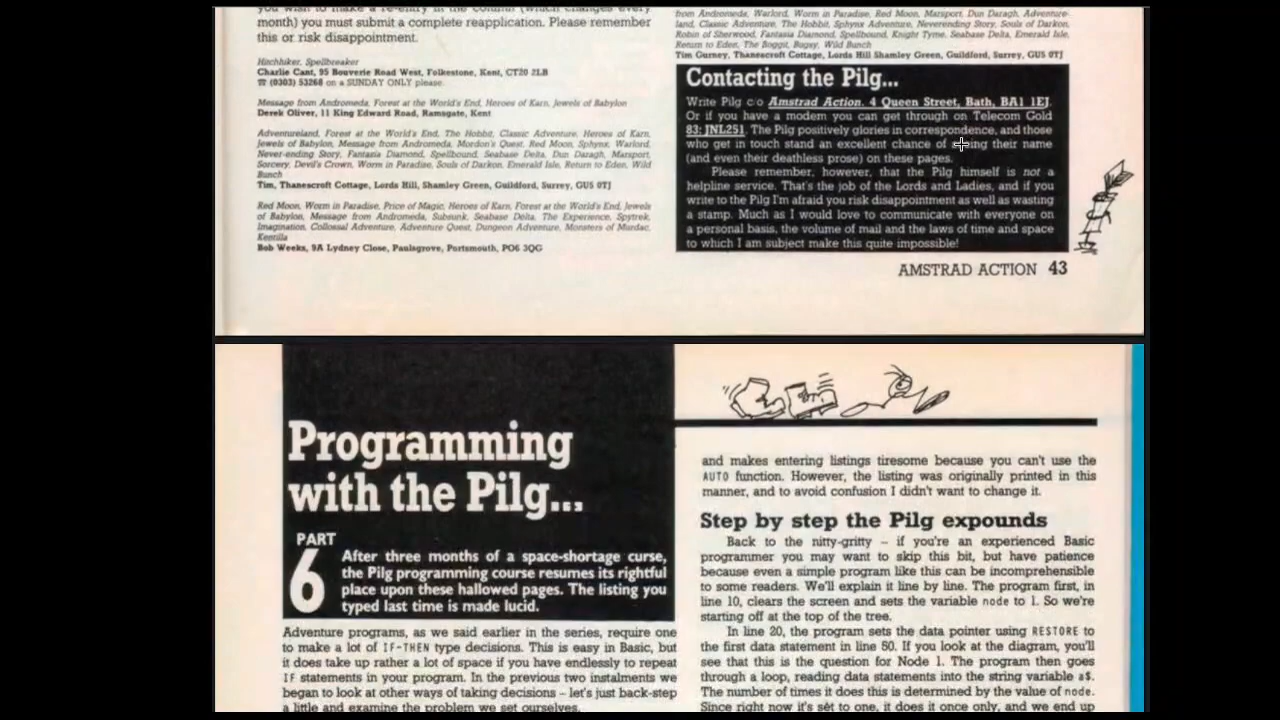 month) you must submit a complete reapplication. Please remember
this or risk disappointment.
Hitchhiker, Spellbreaker
Charlie Cant, 95 Bouverie Road West, Folkestone, Kent, CT20 2LB
☎ (0303) 53268 on a SUNDAY ONLY please.
Message from Andromeda, Forest at the World's End, Heroes of Karn, Jewels of Babylon
Derek Oliver, 11 King Edward Road, Ramsgate, Kent
Adventureland, Forest at the World's End, The Hobbit, Classic Adventure, Heroes of Karn,
Jewels of Babylon, Message from Andromeda, Mordon's Quest, Red Moon, Sphynx, Warlord,
Never-ending Story, Fantasia Diamond, Spellbound, Seabase Delta, Dun Daragh, Marsport,
Sorcery, Devil's Crown, Worm in Paradise, Souls of Darkon, Emerald Isle, Return to Eden, Wild
Bunch
Tim, Thanescroft Cottage, Lords Hill, Shamley Green, Guildford, Surrey, GU5 0TJ
Red Moon, Worm in Paradise, Price of Magic, Heroes of Karn, Forest at the World's End, Jewels
of Babylon, Message from Andromeda, Subsunk, Seabase Delta, The Experience, Spytrek,
Imagination, Collossal Adventure, Adventure Quest, Dungeon Adventure, Monsters of Murdac,
Kentilla
Bob Weeks, 9A Lydney Close, Paulsgrove, Portsmouth, PO6 3QG
from Andromeda, Warlord, Worm in Paradise, Red Moon, Marsport, Dun Daragh, Adventure-
land, Classic Adventure, The Hobbit, Sphynx Adventure, Neverending Story, Souls of Darkon,
Robin of Sherwood, Fantasia Diamond, Spellbound, Knight Tyme, Seabase Delta, Emerald Isle,
Return to Eden, The Boggit, Bugsy, Wild Bunch
Tim Gurney, Thanescroft Cottage, Lords Hill Shamley Green, Guildford, Surrey, GU5 0TJ
Contacting the Pilg...
Write Pilg c/o Amstrad Action, 4 Queen Street, Bath, BA1 1EJ.
Or if you have a modem you can get through on Telecom Gold
83: JNL251. The Pilg positively glories in correspondence, and those
who get in touch stand an excellent chance of their name
(and even their deathless prose) on these pages.
Please remember, however, that the Pilg himself is not a
helpline service. That's the job of the Lords and Ladies, and if you
write to the Pilg I'm afraid you risk disappointment as well as wasting
a stamp. Much as I would love to communicate with everyone on
a personal basis, the volume of mail and the laws of time and space
to which I am subject make this quite impossible!
AMSTRAD ACTION 43
Programming
with the Pilg...
PART
6
After three months of a space-shortage curse,
the Pilg programming course resumes its rightful
place upon these hallowed pages. The listing you
typed last time is made lucid.
Adventure programs, as we said earlier in the series, require one
to make a lot of IF-THEN type decisions. This is easy in Basic, but
it does take up rather a lot of space if you have endlessly to repeat
IF statements in your program. In the previous two instalments we
began to look at other ways of taking decisions – let's just back-step
a little and examine the problem we set ourselves.
and makes entering listings tiresome because you can't use the
AUTO function. However, the listing was originally printed in this
manner, and to avoid confusion I didn't want to change it.
Step by step the Pilg expounds
Back to the nitty-gritty – if you're an experienced Basic
programmer you may want to skip this bit, but have patience
because even a simple program like this can be incomprehensible
to some readers. We'll explain it line by line. The program first, in
line 10, clears the screen and sets the variable node to 1. So we're
starting off at the top of the tree.
In line 20, the program sets the data pointer using RESTORE to
the first data statement in line 50. If you look at the diagram, you'll
see that this is the question for Node 1. The program then goes
through a loop, reading data statements into the string variable a$.
The number of times it does this is determined by the value of node.
Since right now it's set to one, it does it once only, and we end up